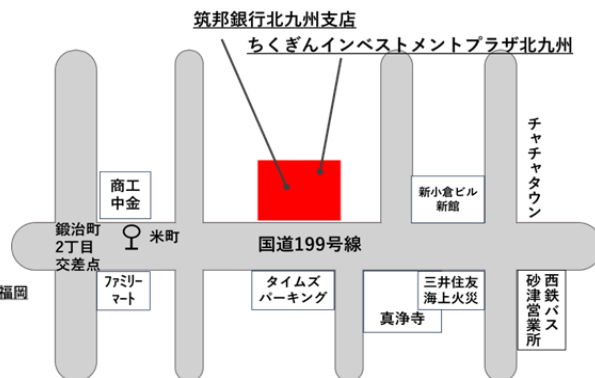 筑邦銀行北九州支店
ちくぎんインベストメントプラザ北九州
チャチャタウン
商工
中金
新小倉ビル
新館
鍛治町
2丁目
交差点
米町
国道199号線
福岡
ﾌｧﾐﾘｰ
マート
タイムズ
パーキング
真浄寺
三井住友
海上火災
西鉄バス
砂津営業所